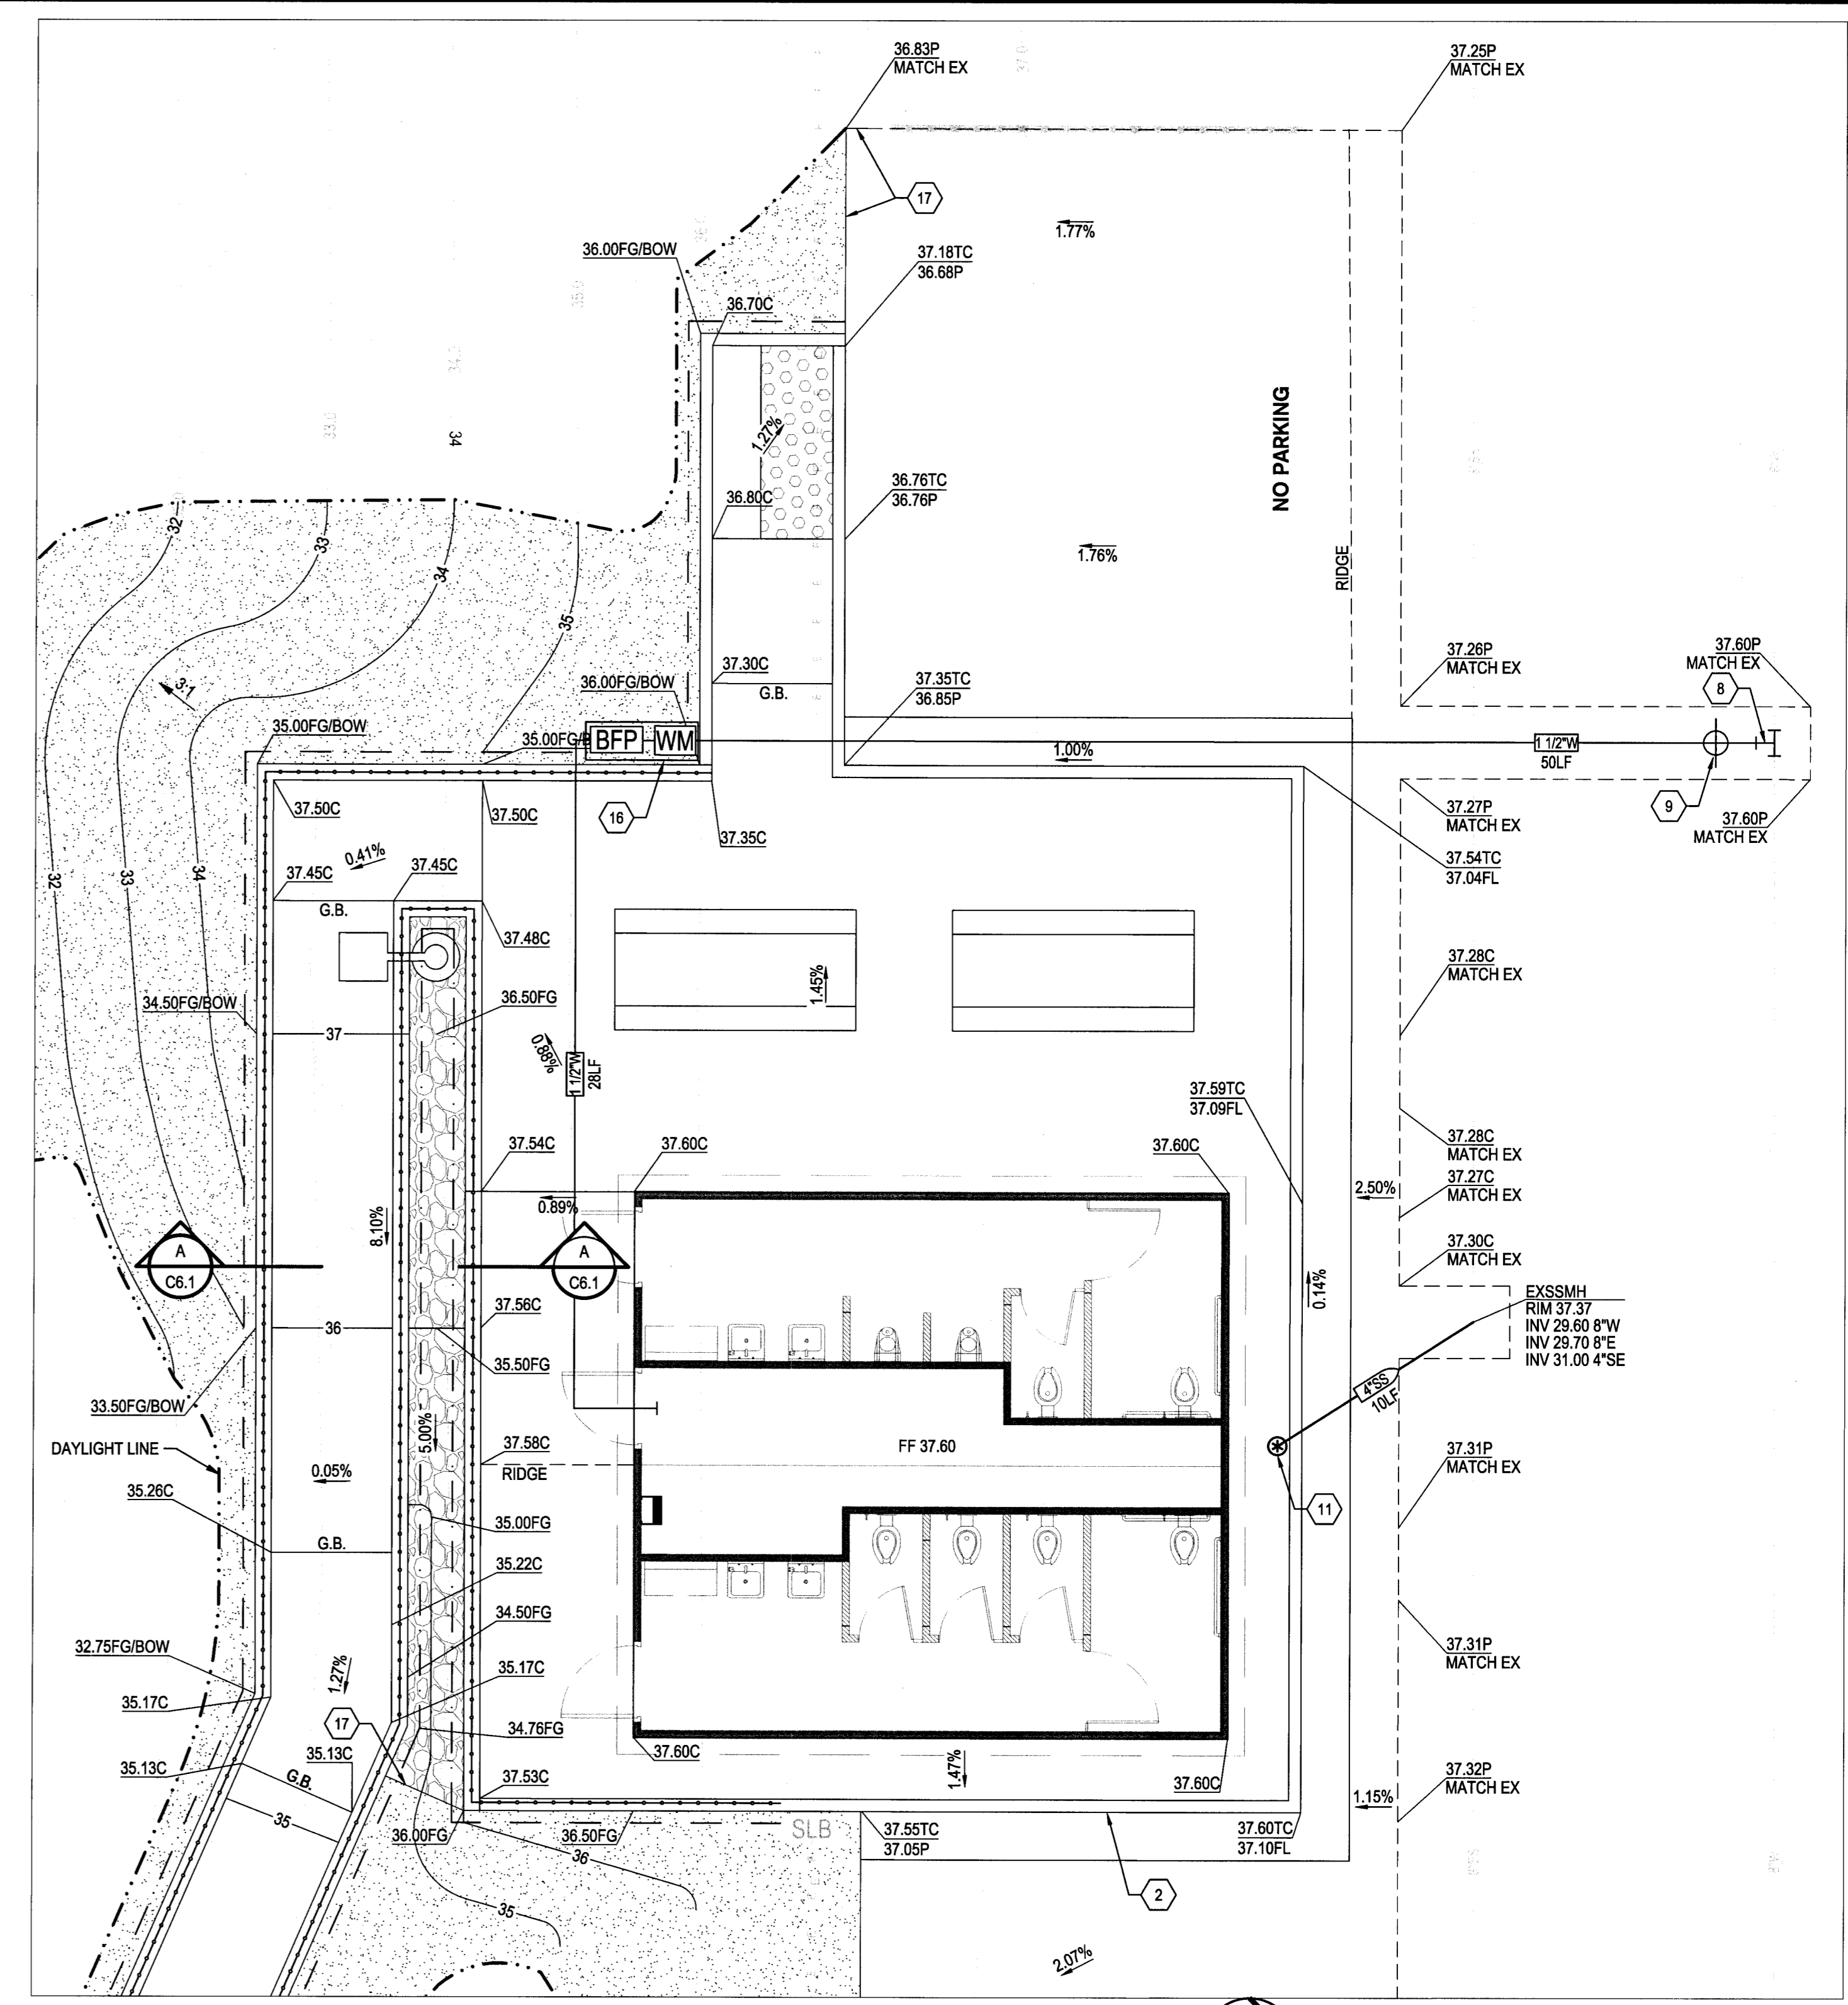 36.83P
MATCH EX
37.25P
MATCH EX
37.0
17
1.77%
36.00FG/BOW
37.18TC
36.68P
35.0
36.70C
34.0
33.0
34
NO PARKING
1.27%
36.76TC
36.76P
36.80C
32
33
34
1.76%
RIDGE
35
37.26P
MATCH EX
37.60P
MATCH EX
8
3:1
36.00FG/BOW
37.30C
G.B.
37.35TC
36.85P
35.00FG/BOW
35.00FG/B
BFP
WM
1.00%
1 1/2"W
50LF
9
37.50C
37.50C
16
37.35C
37.27P
MATCH EX
37.60P
MATCH EX
0.41%
37.54TC
37.04FL
32
33
34
37.45C
37.45C
G.B.
37.48C
37.28C
MATCH EX
1.45%
34.50FG/BOW
36.50FG
37
0.88%
1 1/2"W
28LF
37.59TC
37.09FL
37.54C
37.60C
37.60C
37.28C
MATCH EX
37.27C
MATCH EX
2.50%
0.89%
8.10%
A
C6.1
A
C6.1
37.30C
MATCH EX
0.14%
EXSSMH
RIM 37.37
INV 29.60 8"W
INV 29.70 8"E
INV 31.00 4"SE
37.56C
36
35.50FG
4"SS
10LF
33.50FG/BOW
5.00%
DAYLIGHT LINE
37.58C
RIDGE
FF 37.60
37.31P
MATCH EX
0.05%
35.26C
11
35.00FG
G.B.
35.22C
34.50FG
32.75FG/BOW
37.31P
MATCH EX
1.27%
35.17C
35.17C
17
34.76FG
35.13C
35.13C
G.B.
37.60C
1.47%
37.60C
37.53C
37.32P
MATCH EX
1.15%
35
36.00FG
36.50FG
SLB
37.55TC
37.05P
37.60TC
37.10FL
36
2
35
2.07%